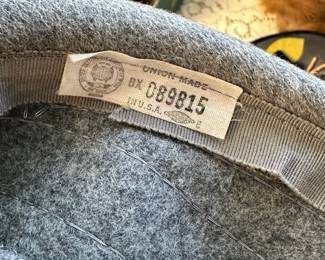 UNION MADE
BX 089815
IN U.S.A.